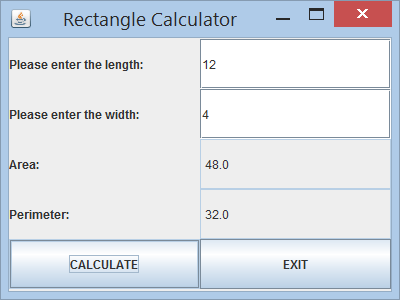 Rectangle Calculator
Please enter the length: 12
Please enter the width: 4
Area: 48.0
Perimeter: 32.0
CALCULATE EXIT